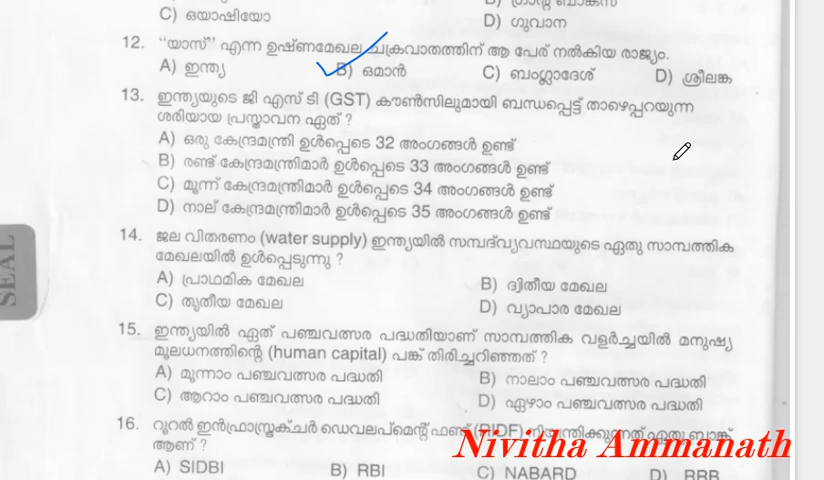 C) ഒയാഷിയോ
D) ഗുവാന
12. “യാസ്” എന്ന ഉഷ്ണമേഖല ചക്രവാതത്തിന് ആ പേര് നൽകിയ രാജ്യം.
A) ഇന്ത്യ B) ഒമാൻ C) ബംഗ്ലാദേശ് D) ശ്രീലങ്ക
13. ഇന്ത്യയുടെ ജി എസ് ടി (GST) കൗൺസിലുമായി ബന്ധപ്പെട്ട് താഴെപ്പറയുന്ന
ശരിയായ പ്രസ്താവന ഏത് ?
A) ഒരു കേന്ദ്രമന്ത്രി ഉൾപ്പെടെ 32 അംഗങ്ങൾ ഉണ്ട്
B) രണ്ട് കേന്ദ്രമന്ത്രിമാർ ഉൾപ്പെടെ 33 അംഗങ്ങൾ ഉണ്ട്
C) മൂന്ന് കേന്ദ്രമന്ത്രിമാർ ഉൾപ്പെടെ 34 അംഗങ്ങൾ ഉണ്ട്
D) നാല് കേന്ദ്രമന്ത്രിമാർ ഉൾപ്പെടെ 35 അംഗങ്ങൾ ഉണ്ട്
SEAL
14. ജല വിതരണം (water supply) ഇന്ത്യയിൽ സമ്പദ്‌വ്യവസ്ഥയുടെ ഏതു സാമ്പത്തിക
മേഖലയിൽ ഉൾപ്പെടുന്നു ?
A) പ്രാഥമിക മേഖല B) ദ്വിതീയ മേഖല
C) തൃതീയ മേഖല D) വ്യാപാര മേഖല
15. ഇന്ത്യയിൽ ഏത് പഞ്ചവത്സര പദ്ധതിയാണ് സാമ്പത്തിക വളർച്ചയിൽ മനുഷ്യ
മൂലധനത്തിന്റെ (human capital) പങ്ക് തിരിച്ചറിഞ്ഞത് ?
A) മൂന്നാം പഞ്ചവത്സര പദ്ധതി B) നാലാം പഞ്ചവത്സര പദ്ധതി
C) ആറാം പഞ്ചവത്സര പദ്ധതി D) ഏഴാം പഞ്ചവത്സര പദ്ധതി
16. റൂറൽ ഇൻഫ്രാസ്ട്രക്ചർ ഡെവലപ്മെന്റ് ഫണ്ട് (RIDF) നിയന്ത്രിക്കുന്നത് ഏതു ബാങ്ക്
ആണ് ?
Nivitha Ammanath
A) SIDBI B) RBI C) NABARD D) RRB